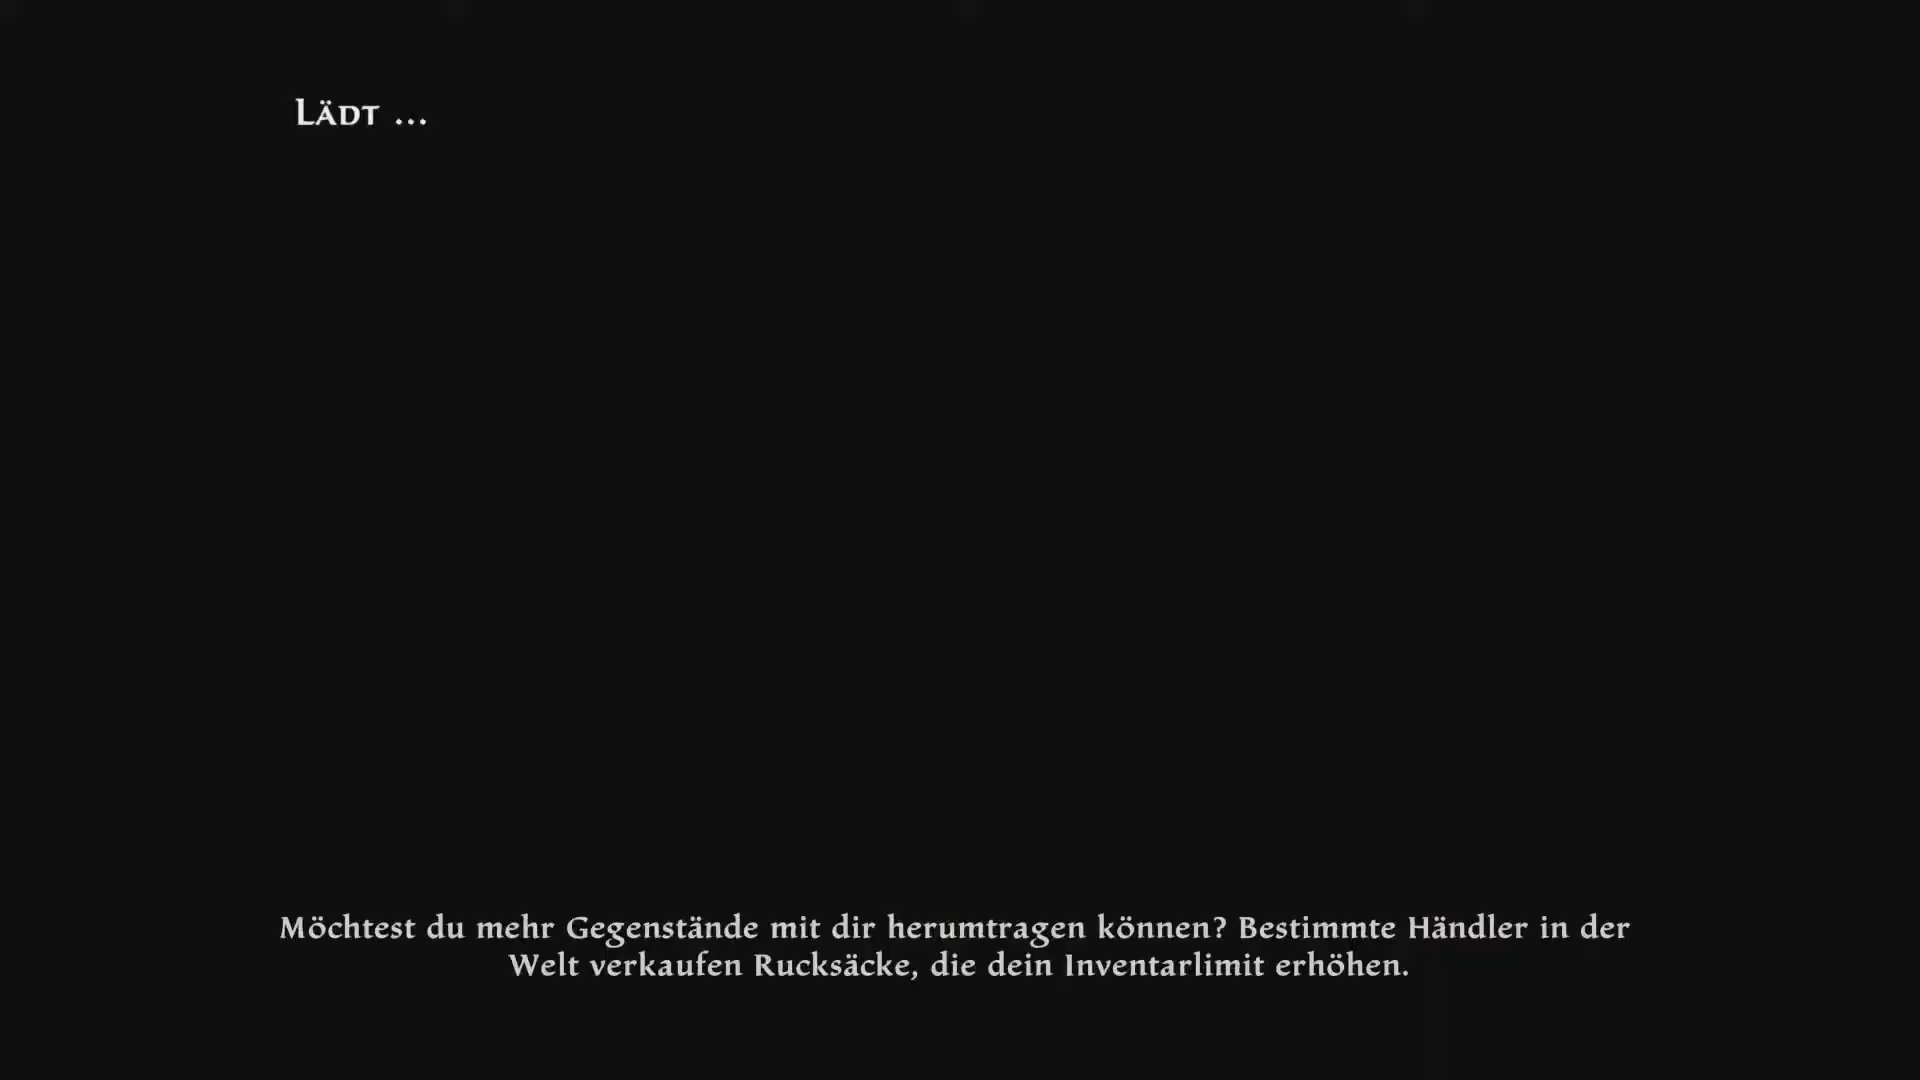 Lädt ...
Möchtest du mehr Gegenstände mit dir herumtragen können? Bestimmte Händler in der
Welt verkaufen Rucksäcke, die dein Inventarlimit erhöhen.